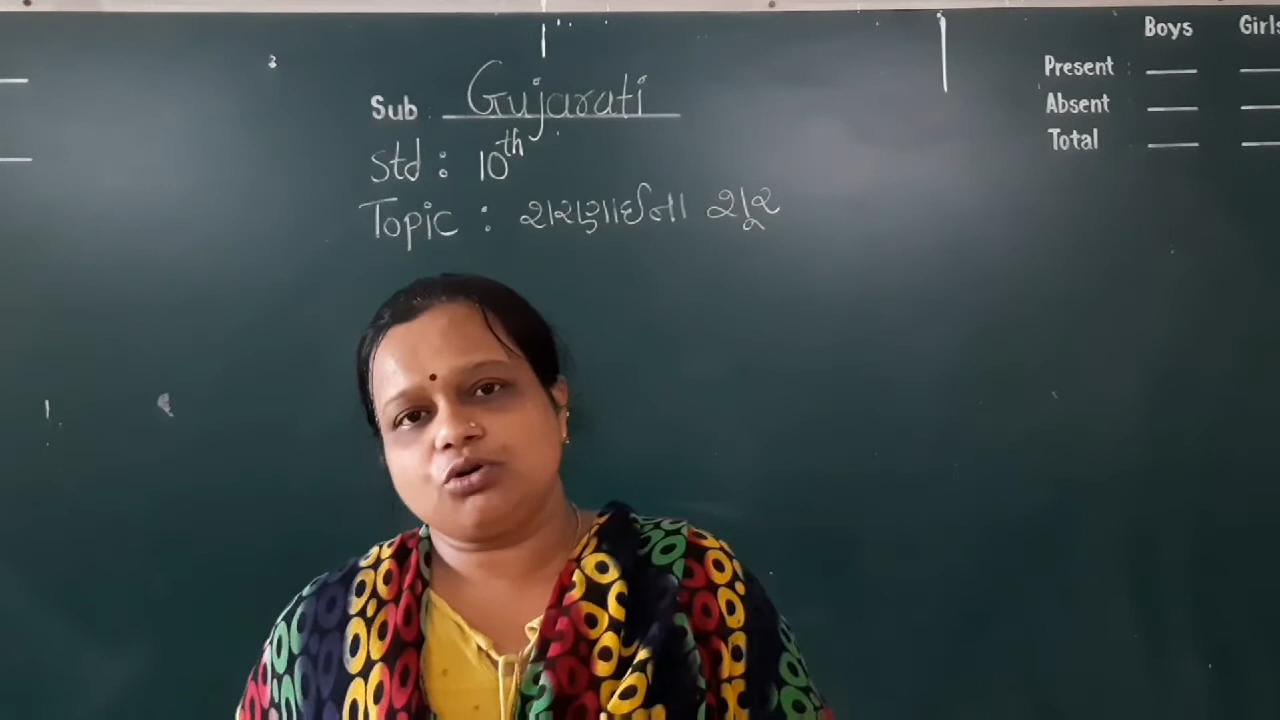 Sub Gujarati
Std : 10th
Topic : શરણાઈના શૂર
Boys Girls
Present
Absent
Total